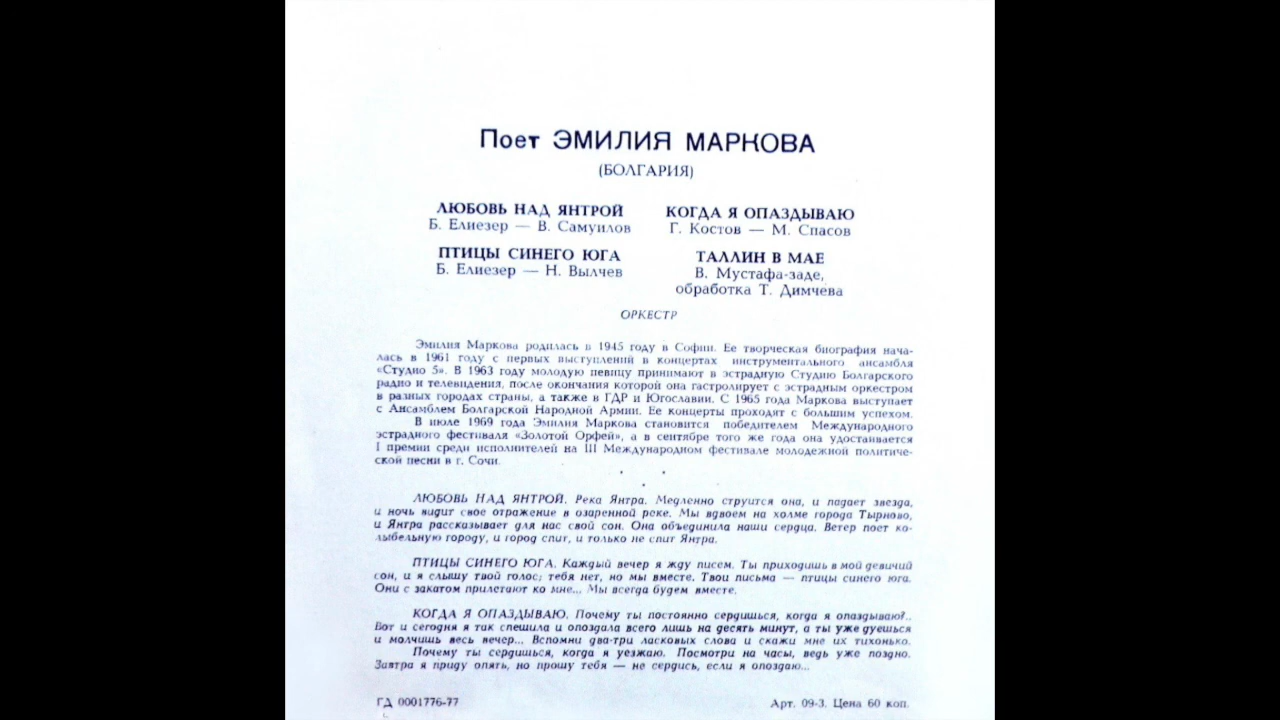 Поет ЭМИЛИЯ МАРКОВА
(БОЛГАРИЯ)
ЛЮБОВЬ НАД ЯНТРОЙ
Б. Елиезер — В. Самуилов
ПТИЦЫ СИНЕГО ЮГА
Б. Елиезер — Н. Вылчев
КОГДА Я ОПАЗДЫВАЮ
Г. Костов — М. Спасов
ТАЛЛИН В МАЕ
В. Мустафа-заде,
обработка Т. Димчева
ОРКЕСТР
Эмилия Маркова родилась в 1945 году в Софии. Ее творческая биография нача-
лась в 1961 году с первых выступлений в концертах инструментального ансамбля
«Студио 5». В 1963 году молодую певицу принимают в эстрадную Студию Болгарского
радио и телевидения, после окончания которой она гастролирует с эстрадным оркестром
в разных городах страны, а также в ГДР и Югославии. С 1965 года Маркова выступает
с Ансамблем Болгарской Народной Армии. Ее концерты проходят с большим успехом.
В июле 1969 года Эмилия Маркова становится победителем Международного
эстрадного фестиваля «Золотой Орфей», а в сентябре того же года она удостаивается
I премии среди исполнителей на III Международном фестивале молодежной политиче-
ской песни в г. Сочи.
ЛЮБОВЬ НАД ЯНТРОЙ. Река Янтра. Медленно струится она, и падает звезда,
и ночь видит свое отражение в озаренной реке. Мы вдвоем на холме города Тырново,
и Янтра рассказывает для нас свой сон. Она объединила наши сердца. Ветер поет ко-
лыбельную городу, и город спит, и только не спит Янтра.
ПТИЦЫ СИНЕГО ЮГА. Каждый вечер я жду писем. Ты приходишь в мой девичий
сон, и я слышу твой голос; тебя нет, но мы вместе. Твои письма — птицы синего юга.
Они с закатом прилетают ко мне... Мы всегда будем вместе.
КОГДА Я ОПАЗДЫВАЮ. Почему ты постоянно сердишься, когда я опаздываю?..
Вот и сегодня я так спешила и опоздала всего лишь на десять минут, а ты уже дуешься
и молчишь весь вечер... Вспомни два-три ласковых слова и скажи мне их тихонько.
Почему ты сердишься, когда я уезжаю. Посмотри на часы, ведь уже поздно.
Завтра я приду опять, но прошу тебя — не сердись, если я опоздаю...
ГД 0001776-77
Арт. 09-3. Цена 60 коп.